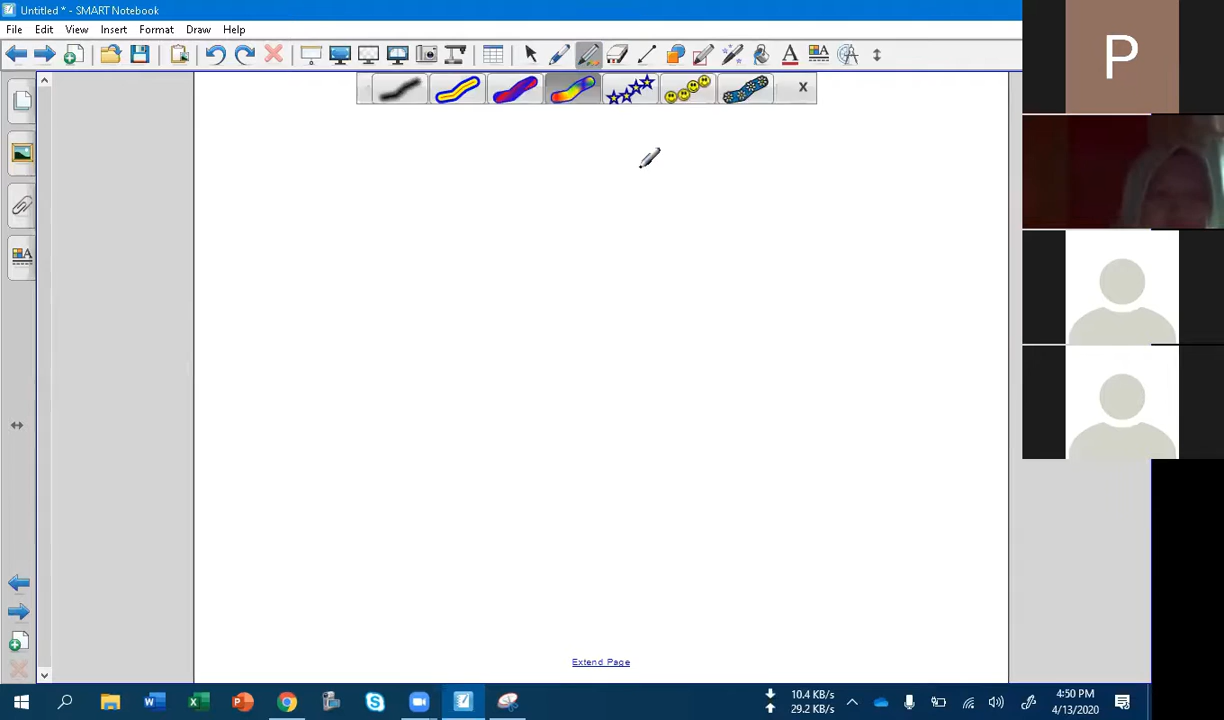 Untitled * - SMART Notebook
File Edit View Insert Format Draw Help
P
Extend Page
10.4 KB/s
29.2 KB/s
4:50 PM
4/13/2020